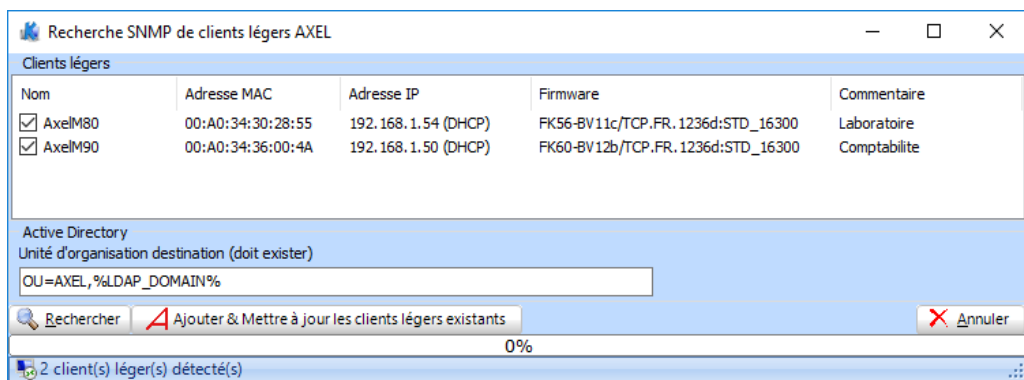 Recherche SNMP de clients légers AXEL
Clients légers
Nom Adresse MAC Adresse IP Firmware Commentaire
AxelM80 00:A0:34:30:28:55 192.168.1.54 (DHCP) FK56-BV11c/TCP.FR.1236d:STD_16300 Laboratoire
AxelM90 00:A0:34:36:00:4A 192.168.1.50 (DHCP) FK60-BV12b/TCP.FR.1236d:STD_16300 Comptabilite
Active Directory
Unité d'organisation destination (doit exister)
OU=AXEL,%LDAP_DOMAIN%
Rechercher Ajouter & Mettre à jour les clients légers existants Annuler
0%
2 client(s) léger(s) détecté(s)